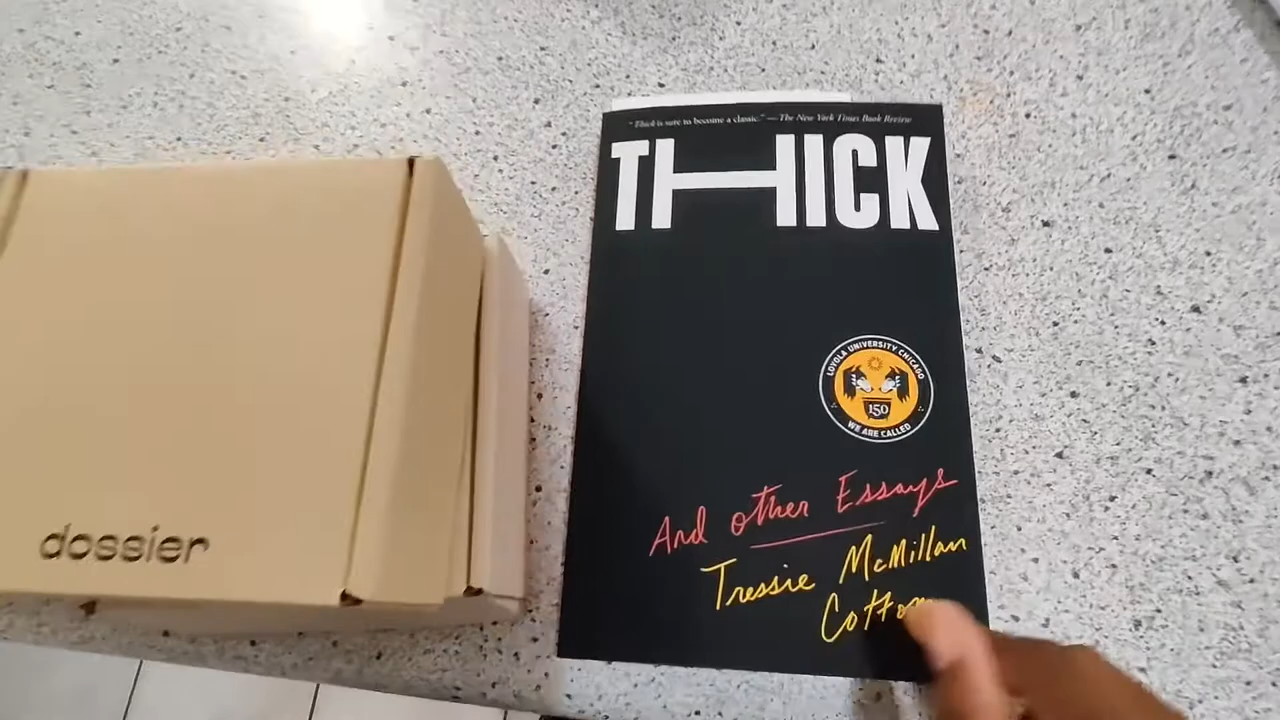 dossier
"Thick is sure to become a classic." —The New York Times Book Review
THICK
LOYOLA UNIVERSITY CHICAGO
150
WE ARE CALLED
And other Essays
Tressie McMillan
Cottom